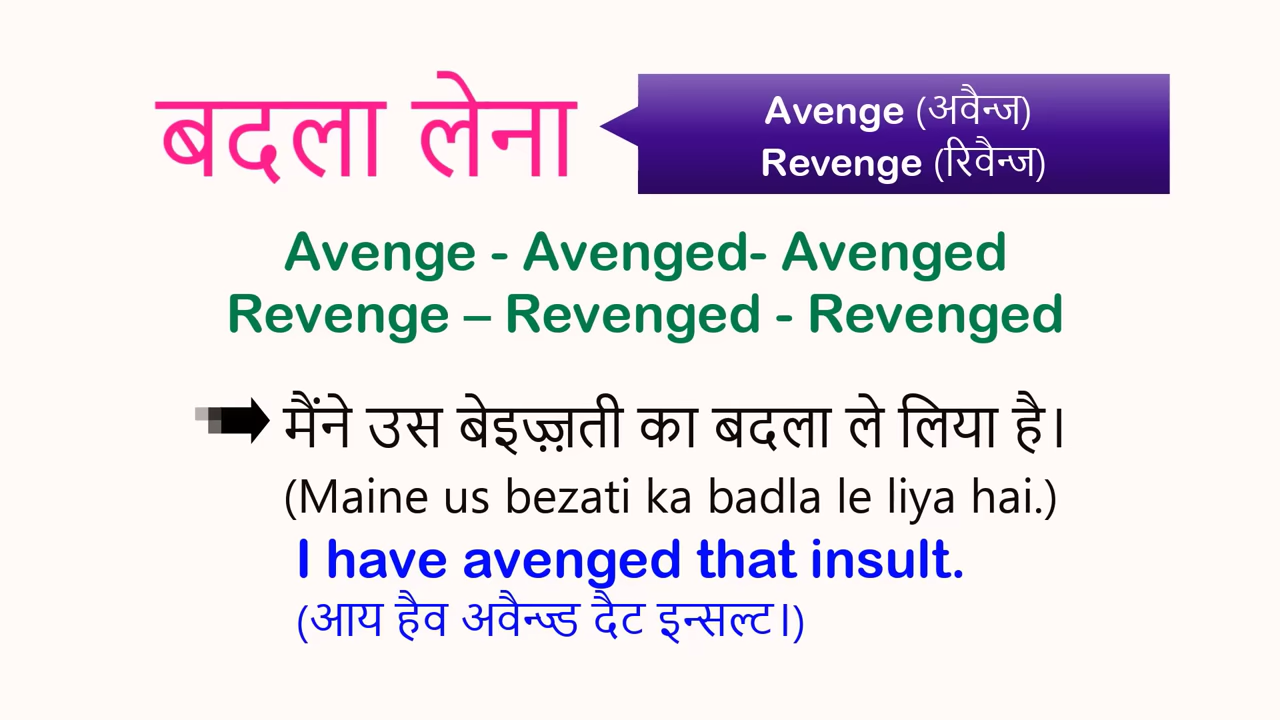 बदला लेना
Avenge (अवैन्ज)
Revenge (रिवैन्ज)
Avenge - Avenged- Avenged
Revenge – Revenged - Revenged
मैंने उस बेइज़्ज़ती का बदला ले लिया है।
(Maine us bezati ka badla le liya hai.)
I have avenged that insult.
(आय हैव अवैन्ज्ड दैट इन्सल्ट।)